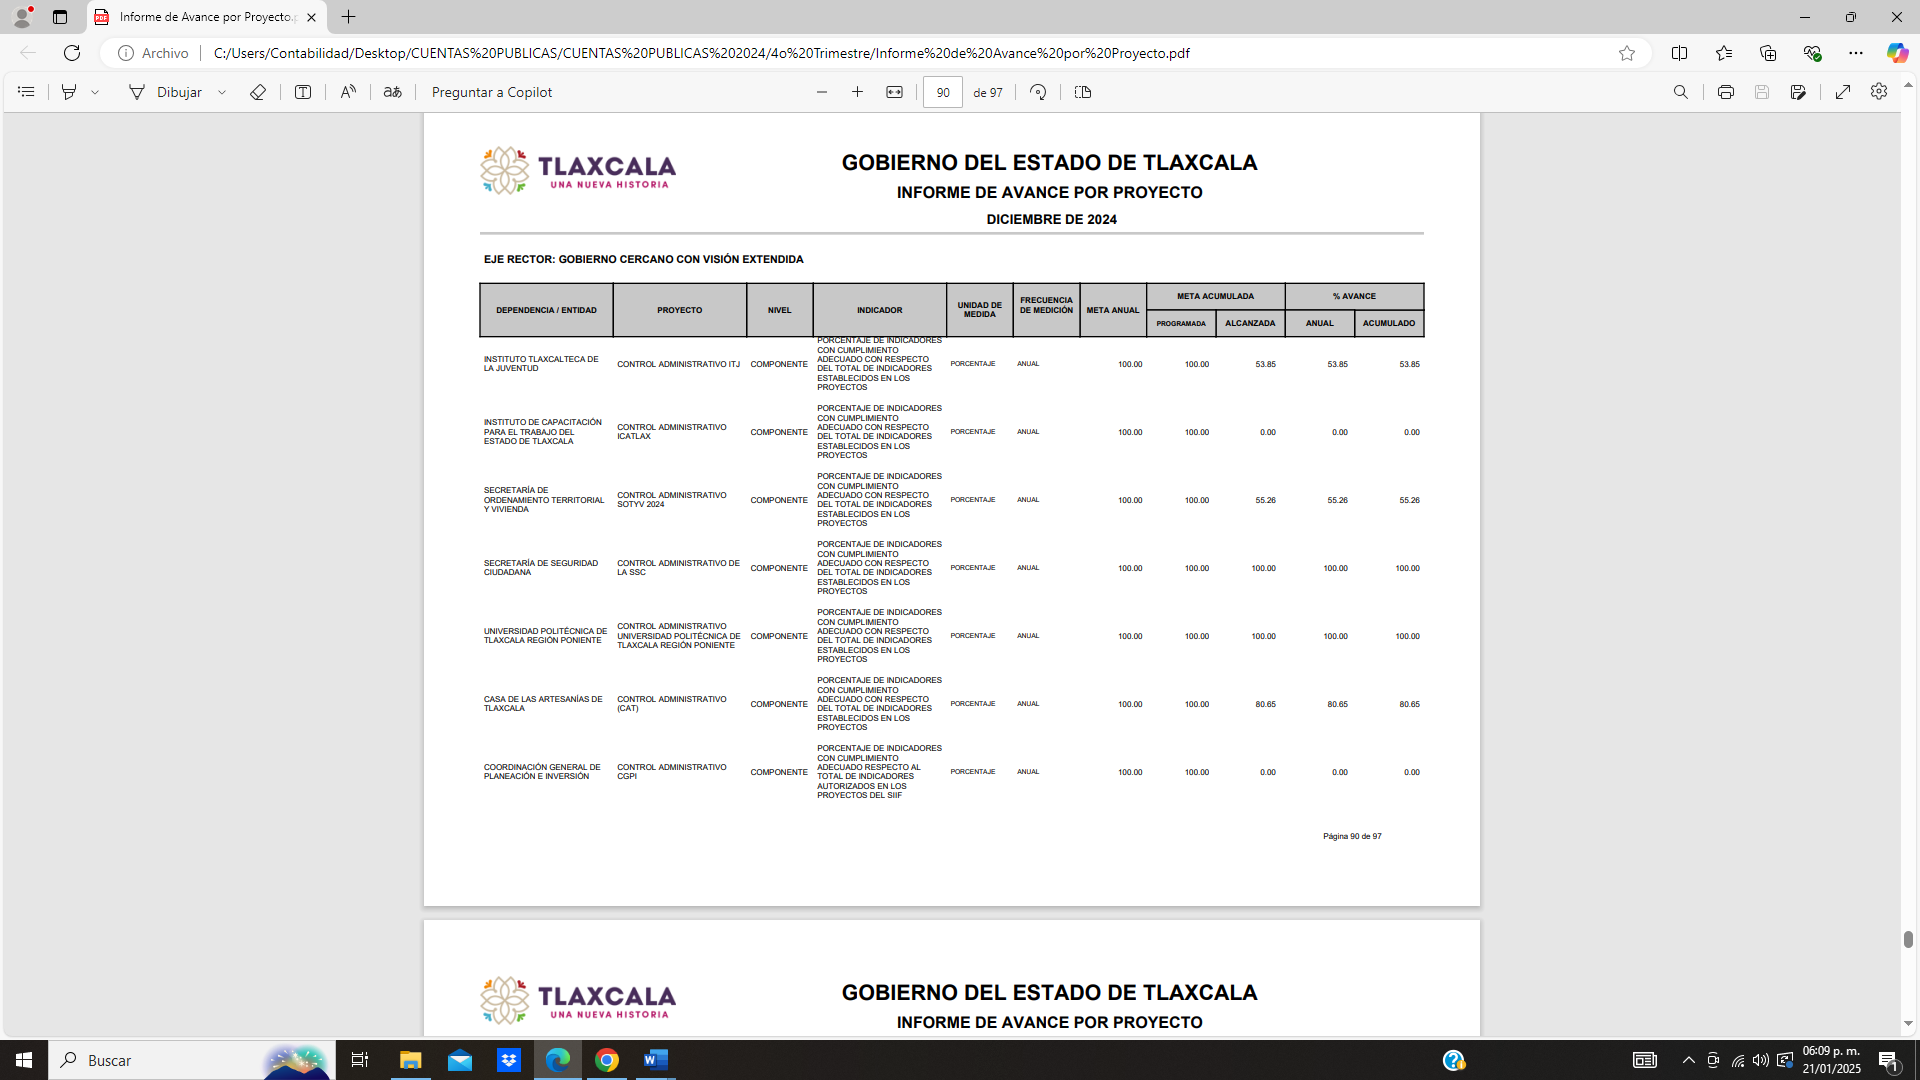 Informe de Avance por Proyecto.p
Archivo
C:/Users/Contabilidad/Desktop/CUENTAS%20PUBLICAS/CUENTAS%20PUBLICAS%202024/4o%20Trimestre/Informe%20de%20Avance%20por%20Proyecto.pdf
Dibujar
Preguntar a Copilot
90 de 97
TLAXCALA
UNA NUEVA HISTORIA
GOBIERNO DEL ESTADO DE TLAXCALA
INFORME DE AVANCE POR PROYECTO
DICIEMBRE DE 2024
EJE RECTOR: GOBIERNO CERCANO CON VISIÓN EXTENDIDA
DEPENDENCIA / ENTIDAD
PROYECTO
NIVEL
INDICADOR
UNIDAD DE
MEDIDA
FRECUENCIA
DE MEDICIÓN
META ANUAL
META ACUMULADA
PROGRAMADA
ALCANZADA
% AVANCE
ANUAL
ACUMULADO
INSTITUTO TLAXCALTECA DE
LA JUVENTUD
CONTROL ADMINISTRATIVO ITJ
COMPONENTE
PORCENTAJE DE INDICADORES
CON CUMPLIMIENTO
ADECUADO CON RESPECTO
DEL TOTAL DE INDICADORES
ESTABLECIDOS EN LOS
PROYECTOS
PORCENTAJE
ANUAL
100.00
100.00
53.85
53.85
53.85
INSTITUTO DE CAPACITACIÓN
PARA EL TRABAJO DEL
ESTADO DE TLAXCALA
CONTROL ADMINISTRATIVO
ICATLAX
COMPONENTE
PORCENTAJE DE INDICADORES
CON CUMPLIMIENTO
ADECUADO CON RESPECTO
DEL TOTAL DE INDICADORES
ESTABLECIDOS EN LOS
PROYECTOS
PORCENTAJE
ANUAL
100.00
100.00
0.00
0.00
0.00
SECRETARÍA DE
ORDENAMIENTO TERRITORIAL
Y VIVIENDA
CONTROL ADMINISTRATIVO
SOTYV 2024
COMPONENTE
PORCENTAJE DE INDICADORES
CON CUMPLIMIENTO
ADECUADO CON RESPECTO
DEL TOTAL DE INDICADORES
ESTABLECIDOS EN LOS
PROYECTOS
PORCENTAJE
ANUAL
100.00
100.00
55.26
55.26
55.26
SECRETARÍA DE SEGURIDAD
CIUDADANA
CONTROL ADMINISTRATIVO DE
LA SSC
COMPONENTE
PORCENTAJE DE INDICADORES
CON CUMPLIMIENTO
ADECUADO CON RESPECTO
DEL TOTAL DE INDICADORES
ESTABLECIDOS EN LOS
PROYECTOS
PORCENTAJE
ANUAL
100.00
100.00
100.00
100.00
100.00
UNIVERSIDAD POLITÉCNICA DE
TLAXCALA REGIÓN PONIENTE
CONTROL ADMINISTRATIVO
UNIVERSIDAD POLITÉCNICA DE
TLAXCALA REGIÓN PONIENTE
COMPONENTE
PORCENTAJE DE INDICADORES
CON CUMPLIMIENTO
ADECUADO CON RESPECTO
DEL TOTAL DE INDICADORES
ESTABLECIDOS EN LOS
PROYECTOS
PORCENTAJE
ANUAL
100.00
100.00
100.00
100.00
100.00
CASA DE LAS ARTESANÍAS DE
TLAXCALA
CONTROL ADMINISTRATIVO
(CAT)
COMPONENTE
PORCENTAJE DE INDICADORES
CON CUMPLIMIENTO
ADECUADO CON RESPECTO
DEL TOTAL DE INDICADORES
ESTABLECIDOS EN LOS
PROYECTOS
PORCENTAJE
ANUAL
100.00
100.00
80.65
80.65
80.65
COORDINACIÓN GENERAL DE
PLANEACIÓN E INVERSIÓN
CONTROL ADMINISTRATIVO
CGPI
COMPONENTE
PORCENTAJE DE INDICADORES
CON CUMPLIMIENTO
ADECUADO RESPECTO AL
TOTAL DE INDICADORES
AUTORIZADOS EN LOS
PROYECTOS DEL SIIF
PORCENTAJE
ANUAL
100.00
100.00
0.00
0.00
0.00
Página 90 de 97
TLAXCALA
UNA NUEVA HISTORIA
GOBIERNO DEL ESTADO DE TLAXCALA
INFORME DE AVANCE POR PROYECTO
Buscar
06:09 p. m.
21/01/2025
1